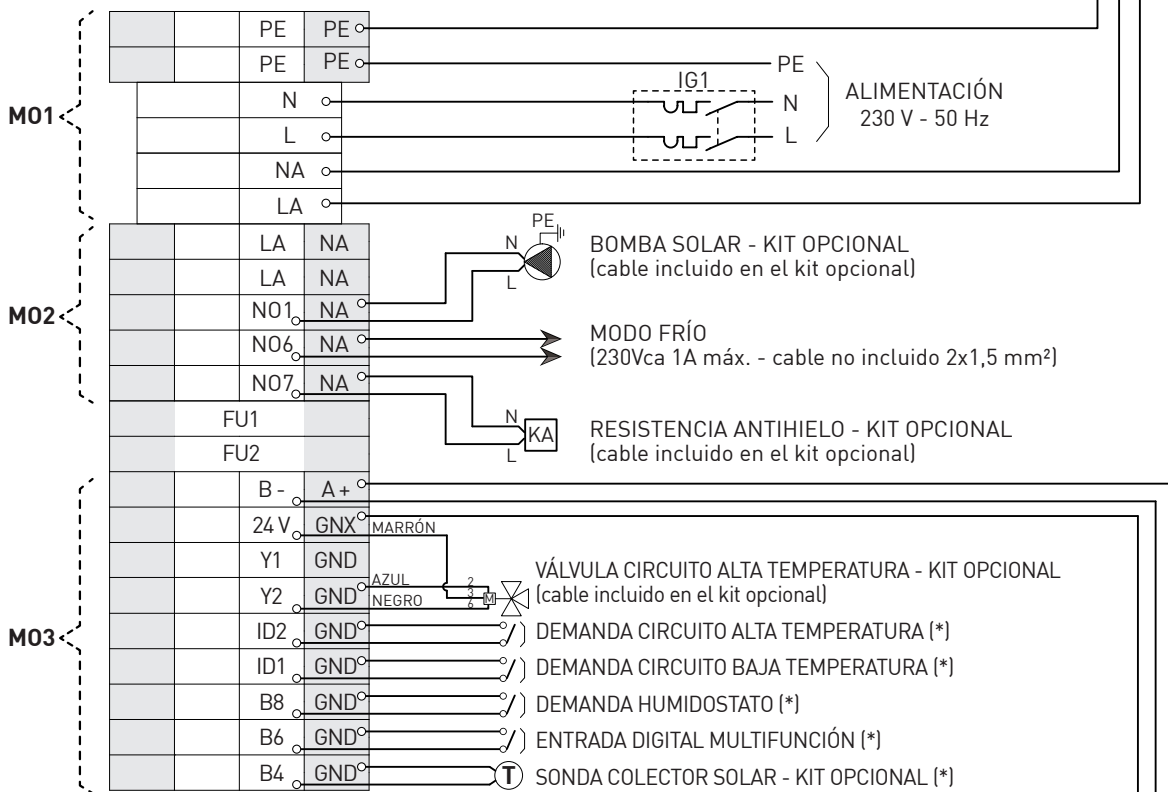 M01
PE PE
PE PE
N
L
NA
LA
IG1
PE
N
L
ALIMENTACIÓN
230 V - 50 Hz
M02
LA NA
LA NA
NO1 NA
NO6 NA
NO7 NA
PE
N
L
BOMBA SOLAR - KIT OPCIONAL
(cable incluido en el kit opcional)
MODO FRÍO
(230Vca 1A máx. - cable no incluido 2x1,5 mm²)
N
L
KA
RESISTENCIA ANTIHIELO - KIT OPCIONAL
(cable incluido en el kit opcional)
FU1
FU2
M03
B - A +
24 V GNX MARRÓN
Y1 GND
Y2 GND AZUL
NEGRO
2
3
6
M
VÁLVULA CIRCUITO ALTA TEMPERATURA - KIT OPCIONAL
(cable incluido en el kit opcional)
ID2 GND DEMANDA CIRCUITO ALTA TEMPERATURA (*)
ID1 GND DEMANDA CIRCUITO BAJA TEMPERATURA (*)
B8 GND DEMANDA HUMIDOSTATO (*)
B6 GND ENTRADA DIGITAL MULTIFUNCIÓN (*)
B4 GND T SONDA COLECTOR SOLAR - KIT OPCIONAL (*)